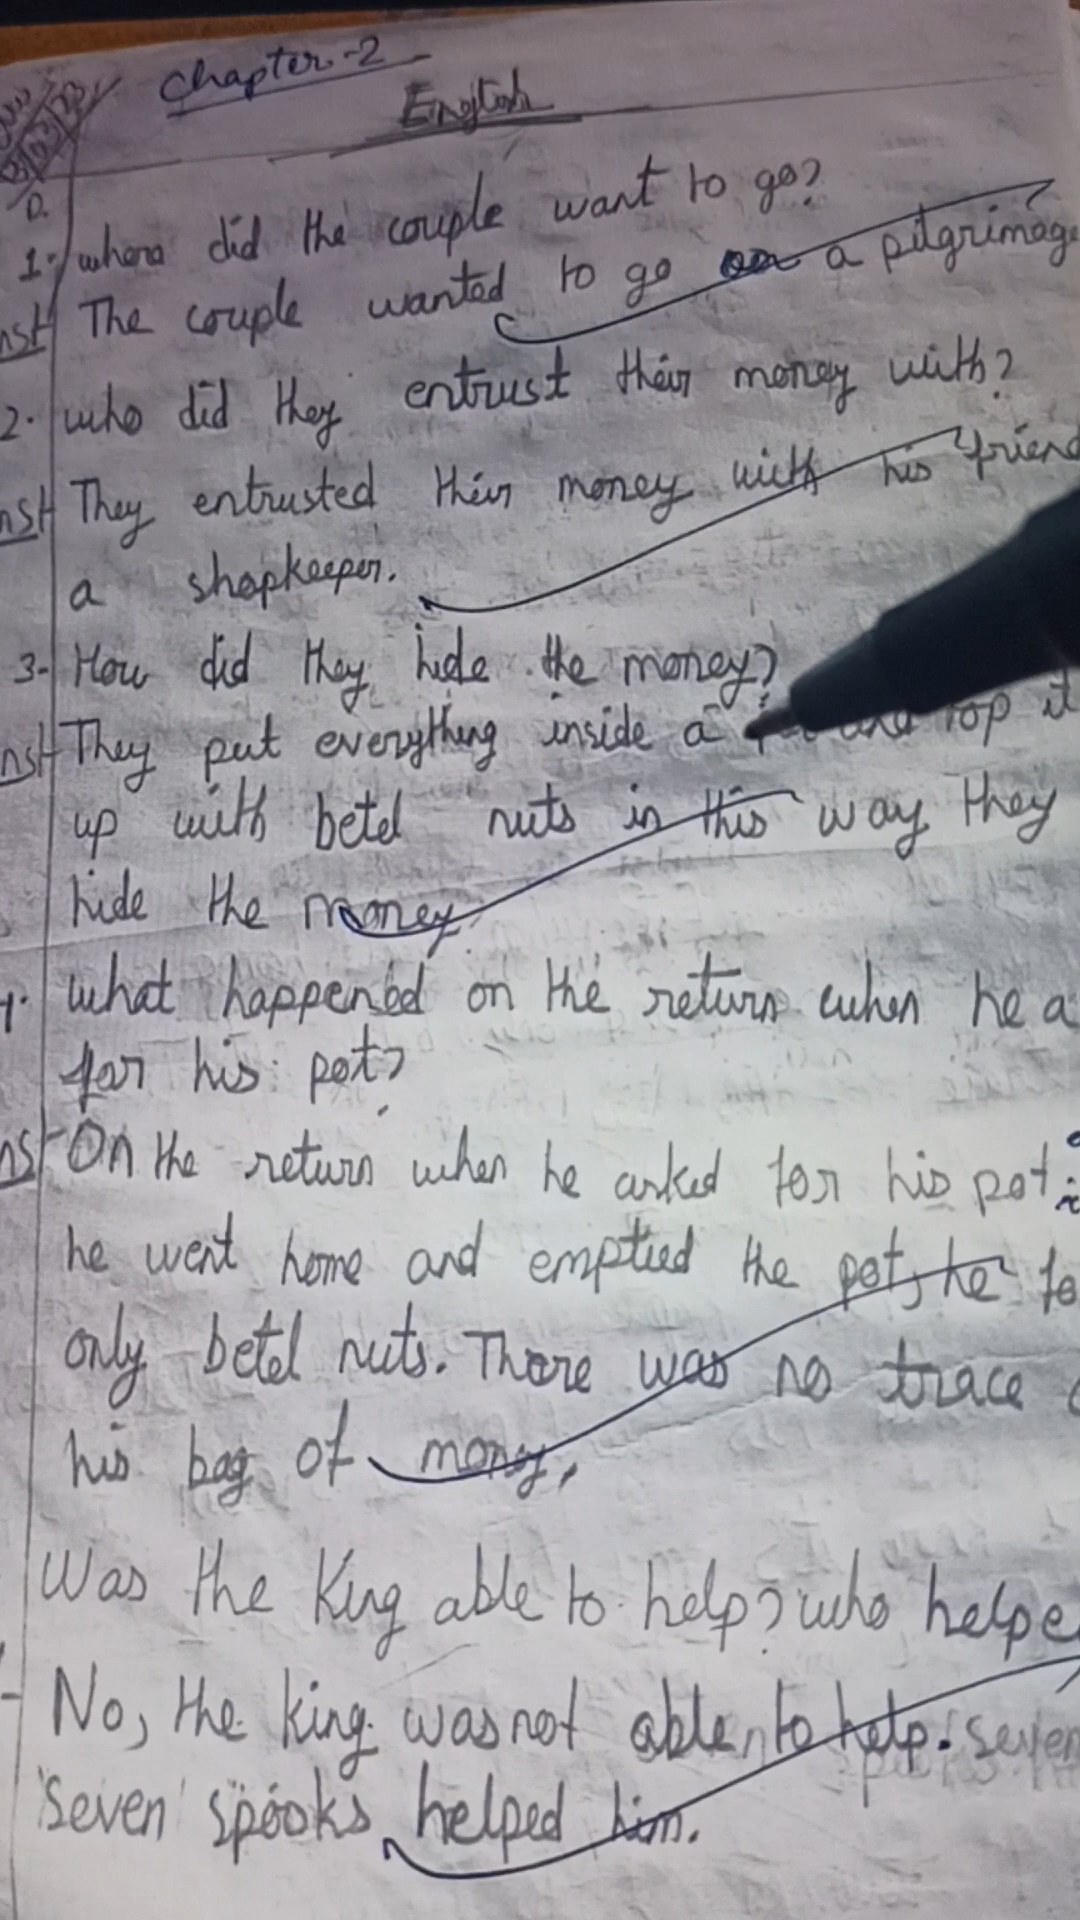 Chapter-2
English
D.
1. where did the couple want to go?
The couple wanted to go on a pilgrimag
2. who did they entrust their money with?
They entrusted their money with his friend
a shopkeeper.
3- How did they hide the money?
They put everything inside a top it
up with betel nuts in this way they
hide the money
what happened on the return when he a
for his pot?
On the return when he asked for his pot
he went home and emptied the pot, he fo
only betel nuts. There was no trace
his bag of money.
Was the King able to help? who helpe
No, the king was not able to help. Seven
'Seven' spooks helped him.